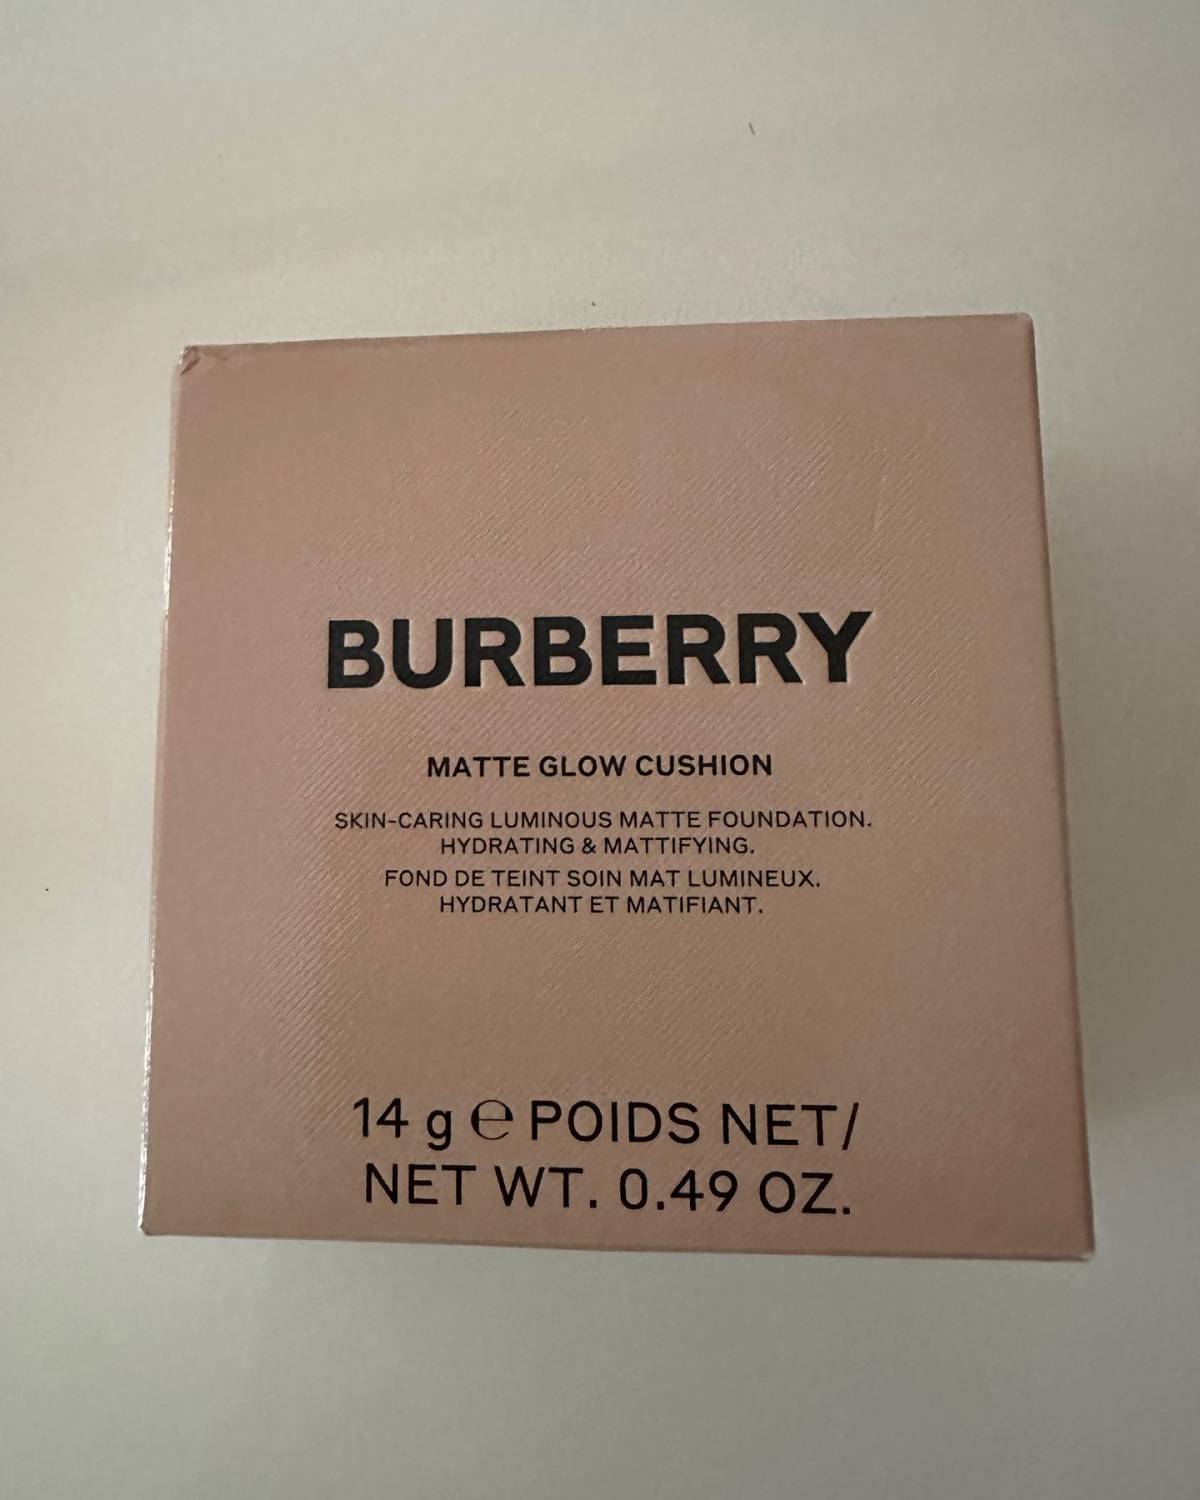 BURBERRY
MATTE GLOW CUSHION
SKIN-CARING LUMINOUS MATTE FOUNDATION.
HYDRATING & MATTIFYING.
FOND DE TEINT SOIN MAT LUMINEUX.
HYDRATANT ET MATIFIANT.
14 g ℮ POIDS NET/
NET WT. 0.49 OZ.